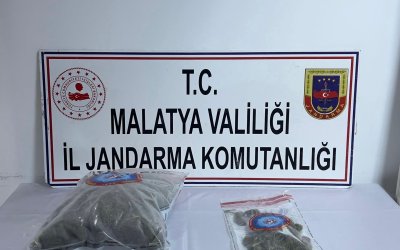 T.C.
MALATYA VALİLİĞİ
İL JANDARMA KOMUTANLIĞI